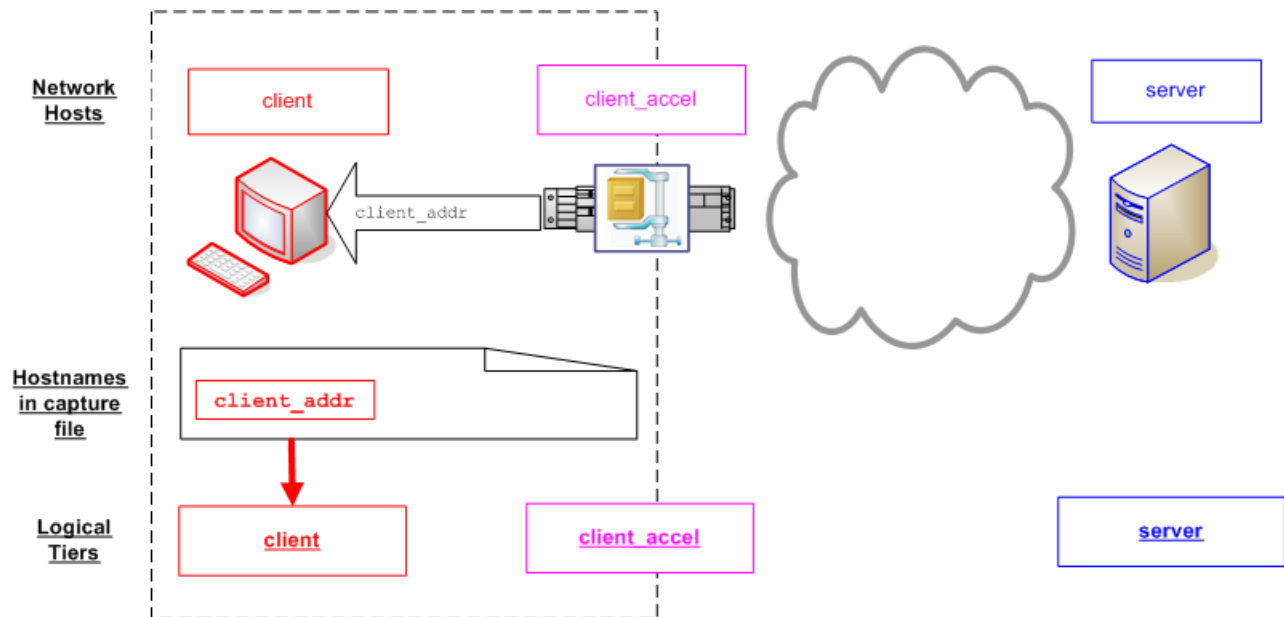 Network
Hosts
client
client_accel
server
client_addr
Hostnames
in capture
file
client_addr
Logical
Tiers
client
client_accel
server